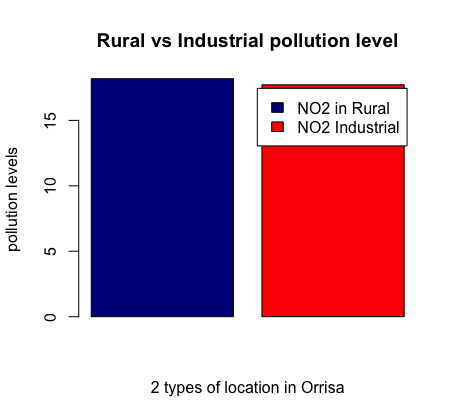 Rural vs Industrial pollution level
NO2 in Rural
NO2 Industrial
pollution levels
15
10
5
0
2 types of location in Orrisa